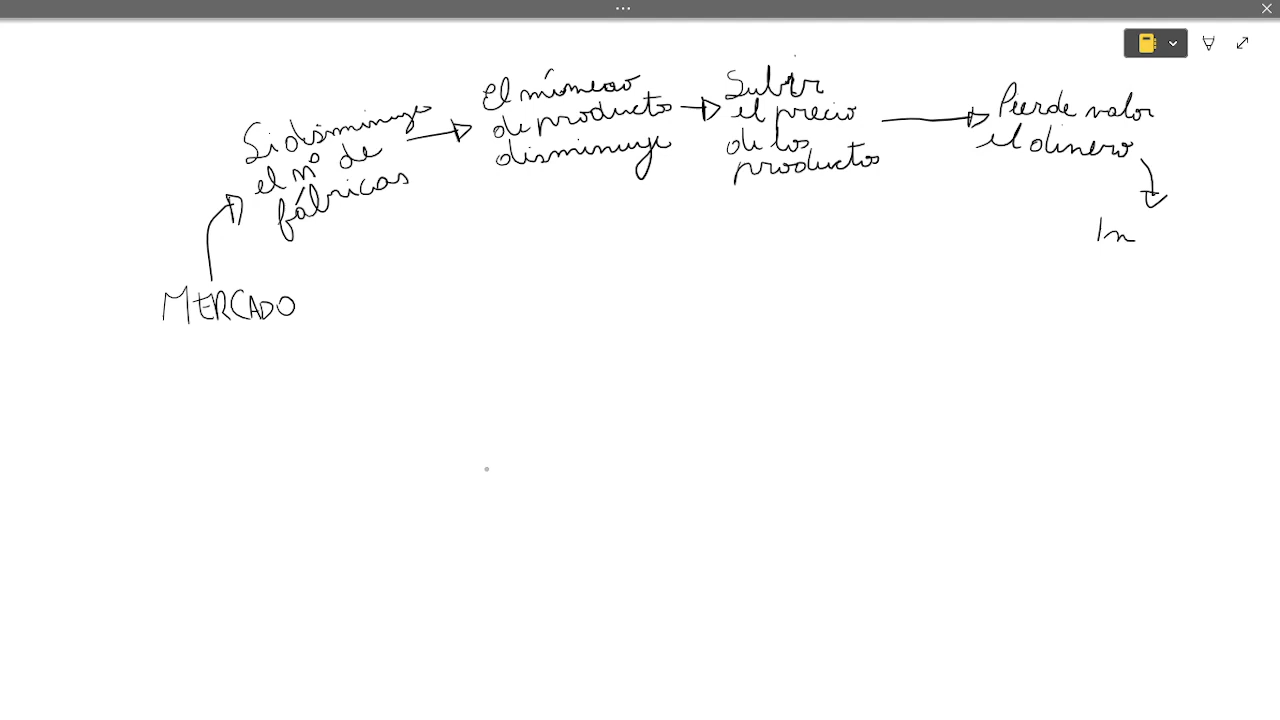 Si disminuye
el nº de
fábricas
El número
de producto
disminuye
Subir
el precio
de los
productos
Pierde valor
el dinero
In
MERCADO